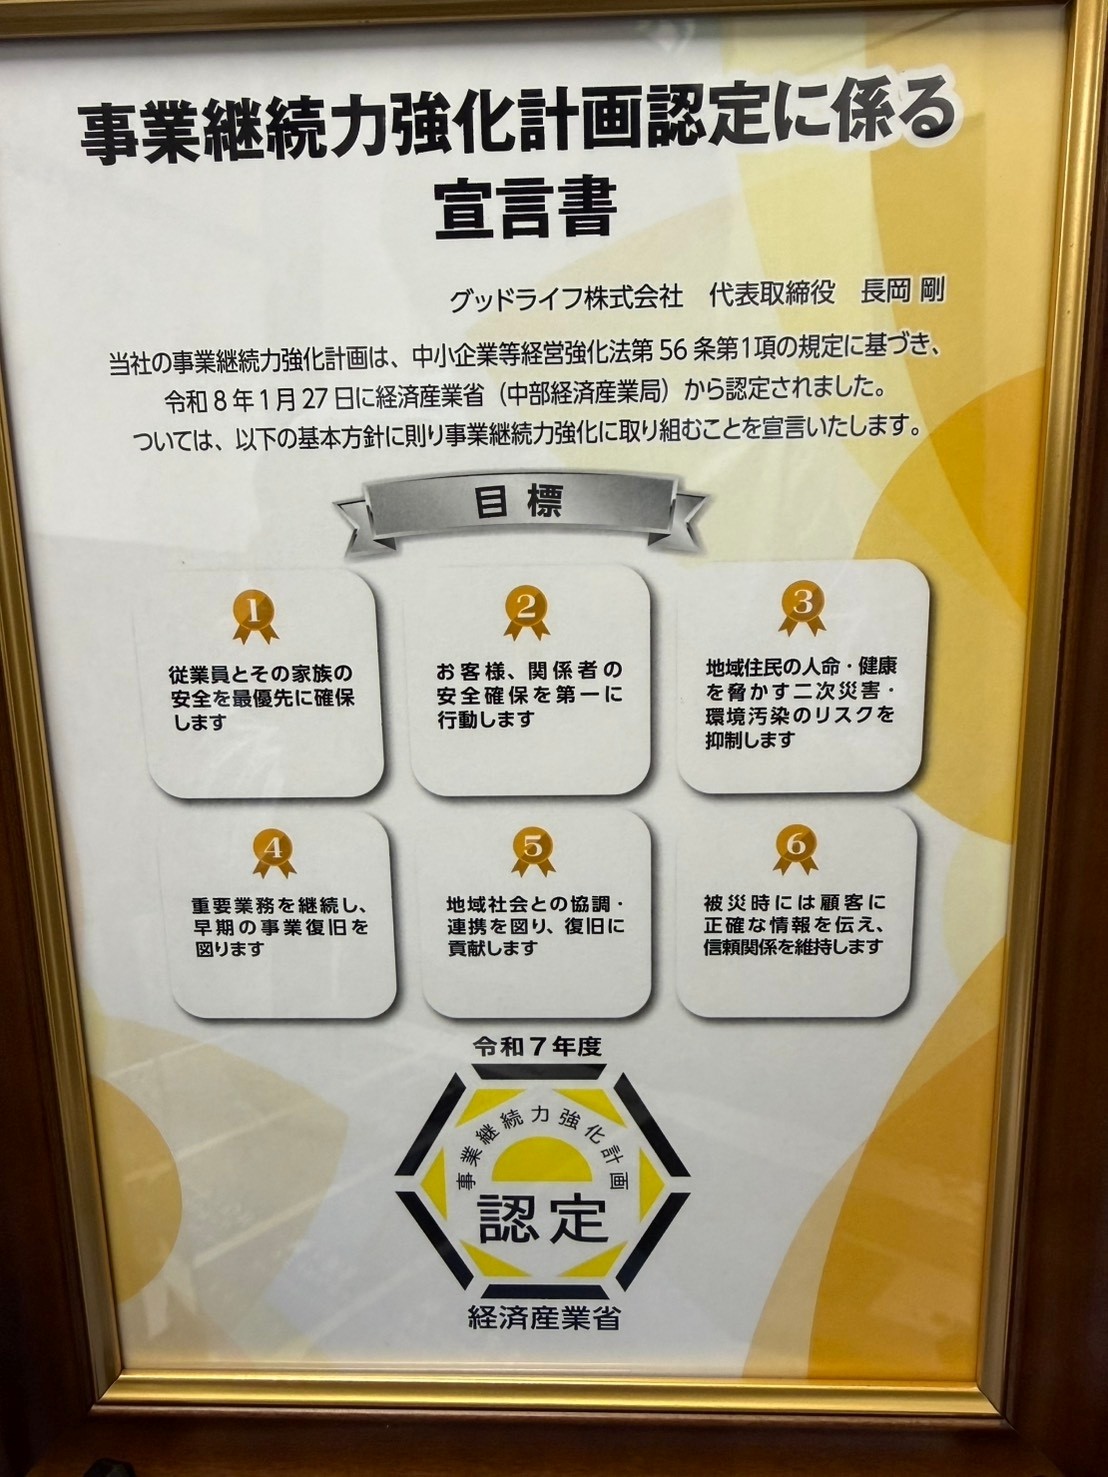 事業継続力強化計画認定に係る
宣言書
グッドライフ株式会社 代表取締役 長岡 剛
当社の事業継続力強化計画は、中小企業等経営強化法第 56 条第1項の規定に基づき、
令和 8 年 1 月 27 日に経済産業省（中部経済産業局）から認定されました。
ついては、以下の基本方針に則り事業継続力強化に取り組むことを宣言いたします。
目標
1
従業員とその家族の
安全を最優先に確保
します
2
お客様、関係者の
安全確保を第一に
行動します
3
地域住民の人命・健康
を脅かす二次災害・
環境汚染のリスクを
抑制します
4
重要業務を継続し、
早期の事業復旧を
図ります
5
地域社会との協調・
連携を図り、復旧に
貢献します
6
被災時には顧客に
正確な情報を伝え、
信頼関係を維持します
令和７年度
事業継続力強化計画
認定
経済産業省